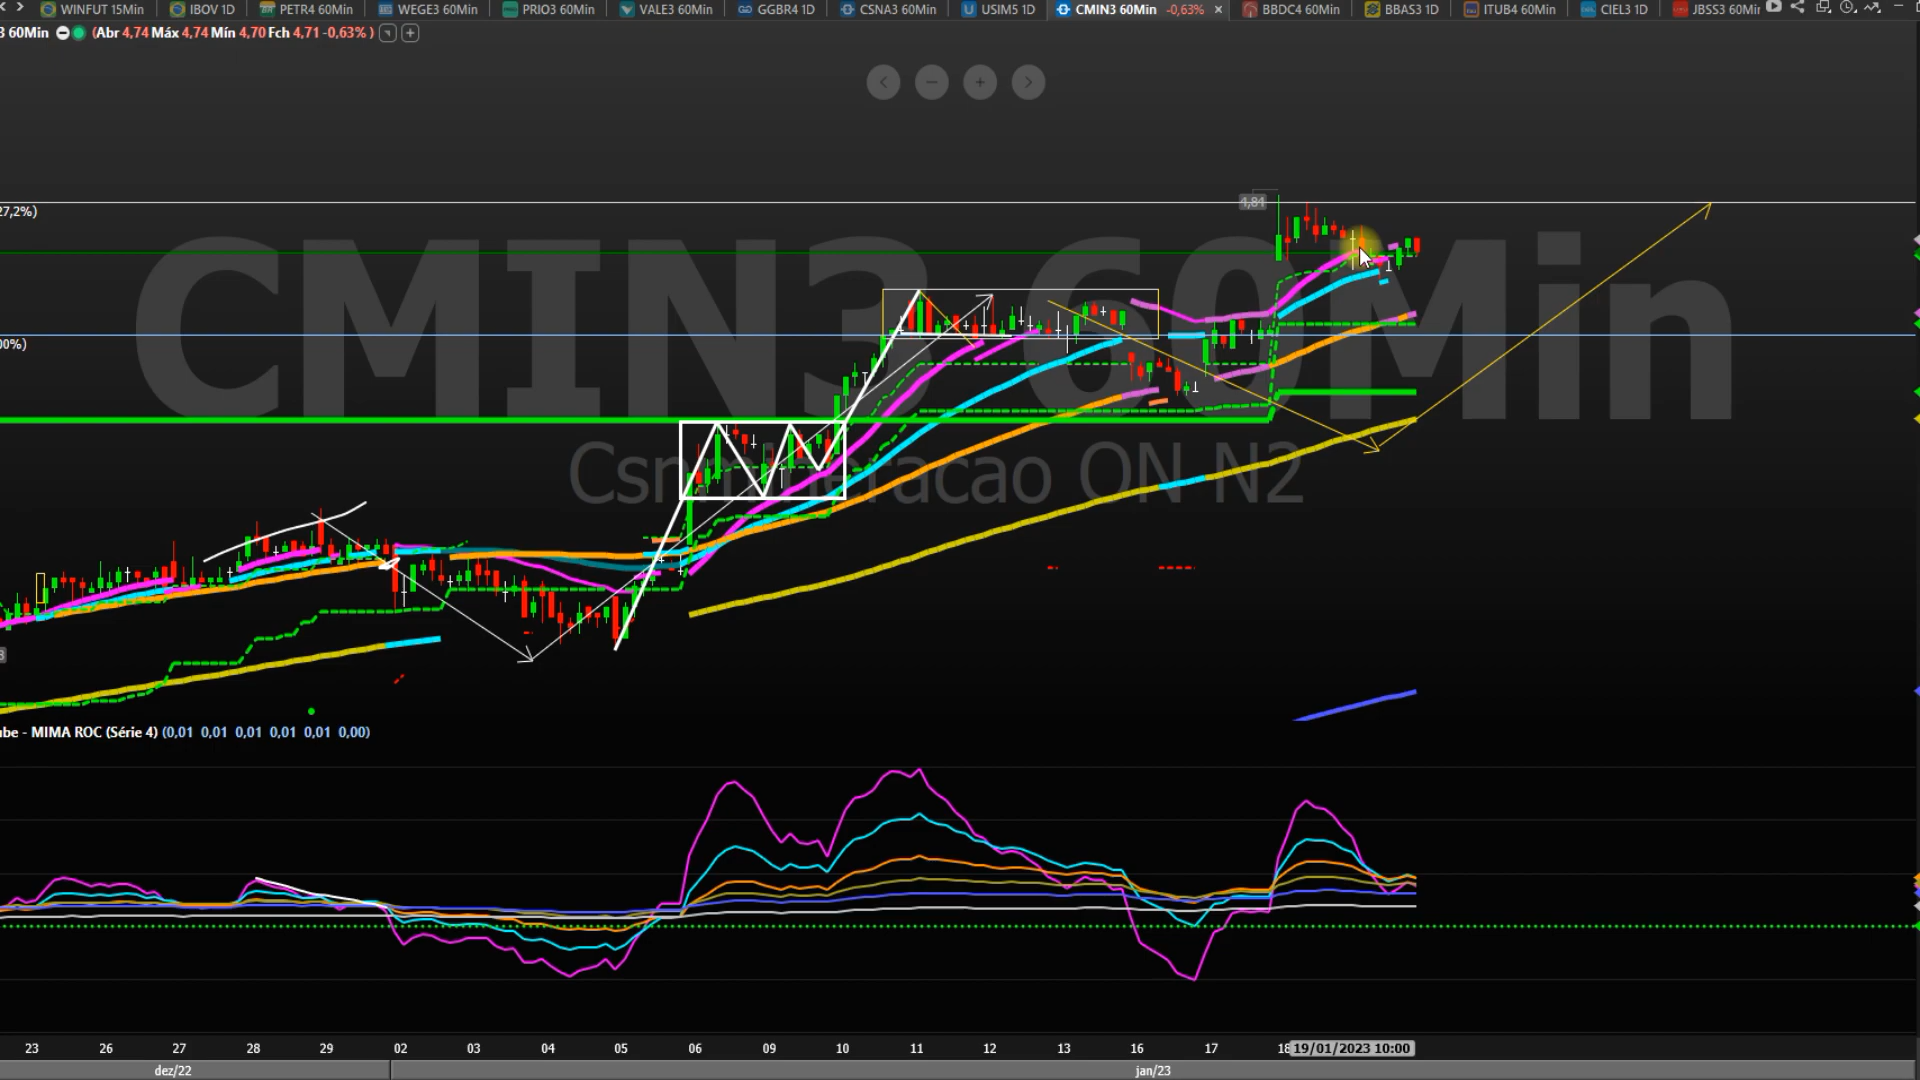 WINFUT 15Min IBOV 1D PETR4 60Min WEGE3 60Min PRIO3 60Min VALE3 60Min GGBR4 1D CSNA3 60Min USIM5 1D CMIN3 60Min -0,63% × BBDC4 60Min BBAS3 1D ITUB4 60Min CIEL3 1D JBSS3 60Min
3 60Min (Abr 4,74 Máx 4,74 Mín 4,70 Fch 4,71 -0,63% )
27,2%)
4,84
CMIN3 60Min
00%)
Csnmineracao ON N2
ube - MIMA ROC (Série 4) (0,01 0,01 0,01 0,01 0,01 0,00)
23 26 27 28 29 02 03 04 05 06 09 10 11 12 13 16 17 18 19/01/2023 10:00
dez/22 jan/23